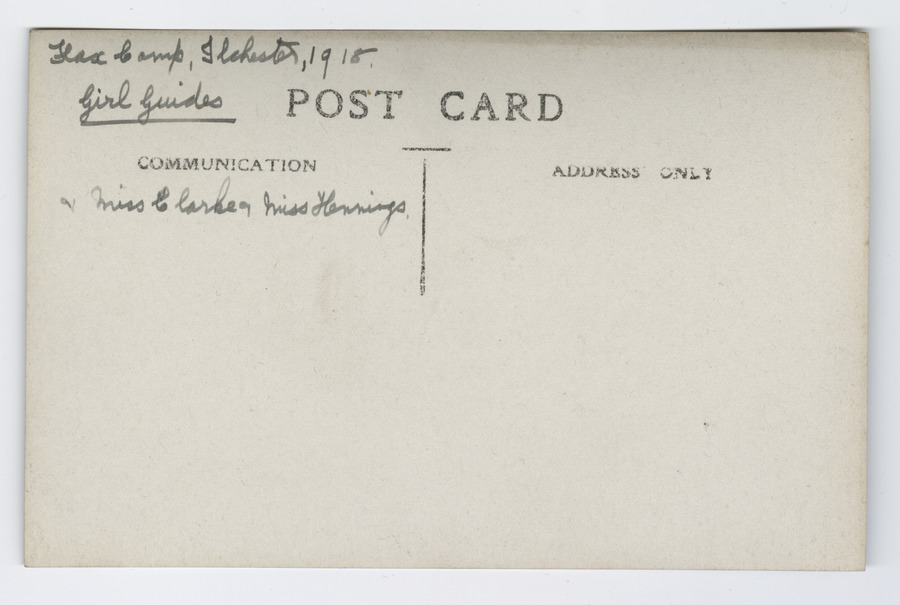 Flax Camp, Ilchester, 1918.
Girl Guides
POST CARD
COMMUNICATION
ADDRESS ONLY
& Miss Clarke & Miss Hennings.